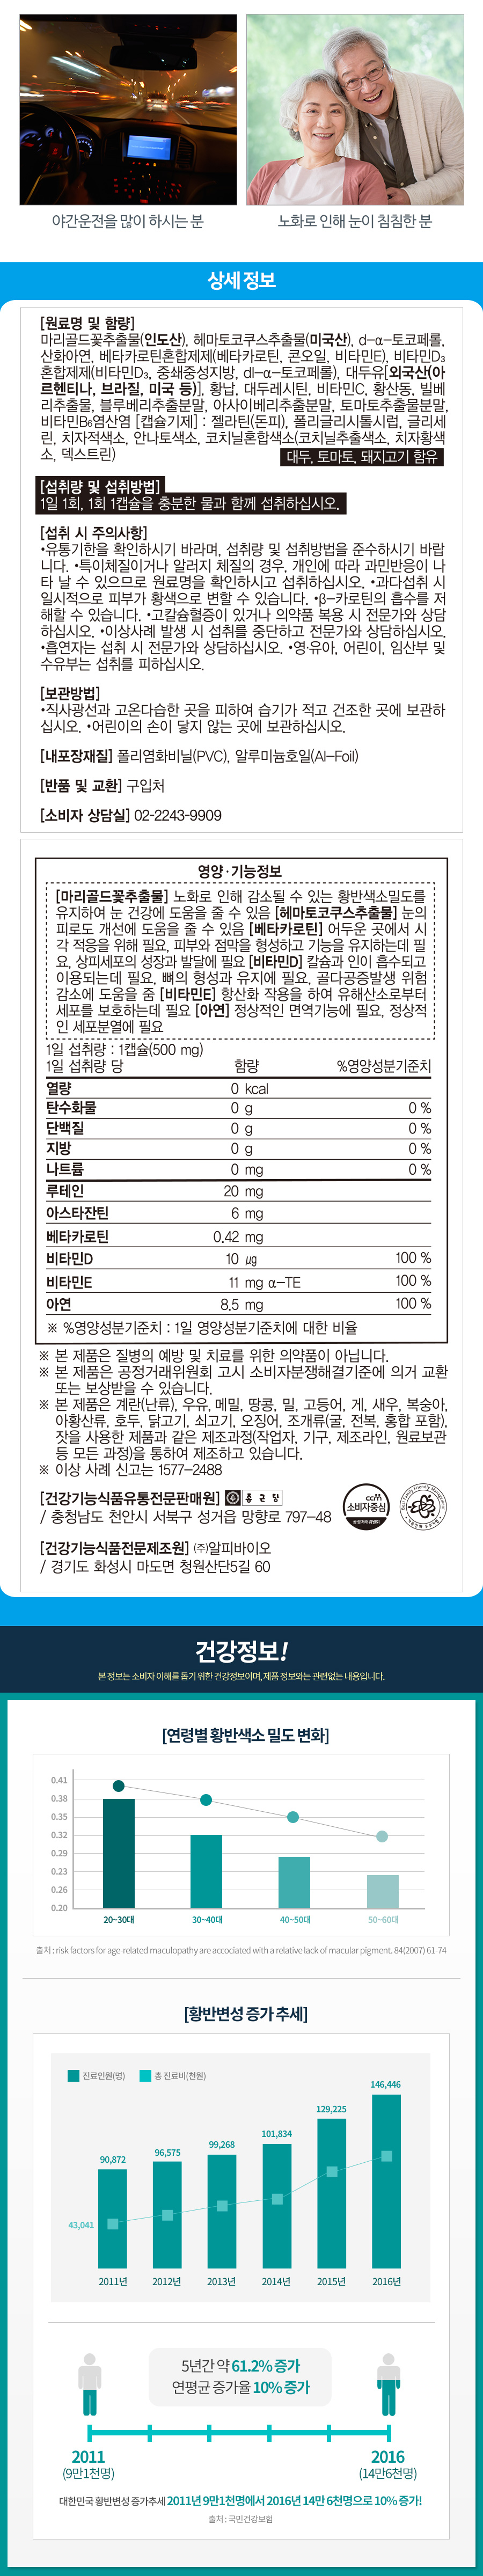 야간운전을 많이 하시는 분
노화로 인해 눈이 침침한 분
상세 정보
[원료명 및 함량]
마리골드꽃추출물(인도산), 헤마토코쿠스추출물(미국산), d-α-토코페롤,
산화아연, 베타카로틴혼합제제(베타카로틴, 콘오일, 비타민E), 비타민D₃
혼합제제(비타민D₃, 중쇄중성지방, d-α-토코페롤), 대두유[외국산(아
르헨티나, 브라질, 미국 등)], 황납, 대두레시틴, 비타민C, 황산동, 빌베
리추출물, 블루베리추출분말, 아사이베리추출분말, 토마토추출물분말,
비타민B₆염산염 [캡슐기제] : 젤라틴(돈피), 폴리글리시톨시럽, 글리세
린, 치자적색소, 안나토색소, 코치닐혼합색소(코치닐추출색소, 치자황색
소, 덱스트린)
대두, 토마토, 돼지고기 함유
[섭취량 및 섭취방법]
1일 1회, 1회 1캡슐을 충분한 물과 함께 섭취하십시오.
[섭취 시 주의사항]
•유통기한을 확인하시기 바라며, 섭취량 및 섭취방법을 준수하시기 바랍
니다. •특이체질이거나 알러지 체질의 경우, 개인에 따라 과민반응이 나
타 날 수 있으므로 원료명을 확인하시고 섭취하십시오. •과다섭취 시
일시적으로 피부가 황색으로 변할 수 있습니다. •β-카로틴의 흡수를 저
해할 수 있습니다. •고칼슘혈증이 있거나 의약품 복용 시 전문가와 상담
하십시오. •이상사례 발생 시 섭취를 중단하고 전문가와 상담하십시오.
•흡연자는 섭취 시 전문가와 상담하십시오. •영·유아, 어린이, 임산부 및
수유부는 섭취를 피하십시오.
[보관방법]
•직사광선과 고온다습한 곳을 피하여 습기가 적고 건조한 곳에 보관하
십시오. •어린이의 손이 닿지 않는 곳에 보관하십시오.
[내포장재질] 폴리염화비닐(PVC), 알루미늄호일(Al-Foil)
[반품 및 교환] 구입처
[소비자 상담실] 02-2243-9909
영양·기능정보
[마리골드꽃추출물] 노화로 인해 감소될 수 있는 황반색소밀도를
유지하여 눈 건강에 도움을 줄 수 있음 [헤마토코쿠스추출물] 눈의
피로도 개선에 도움을 줄 수 있음 [베타카로틴] 어두운 곳에서 시
각 적응을 위해 필요, 피부와 점막을 형성하고 기능을 유지하는데 필
요, 상피세포의 성장과 발달에 필요 [비타민D] 칼슘과 인이 흡수되고
이용되는데 필요, 뼈의 형성과 유지에 필요, 골다공증발생 위험
감소에 도움을 줌 [비타민E] 항산화 작용을 하여 유해산소로부터
세포를 보호하는데 필요 [아연] 정상적인 면역기능에 필요, 정상적
인 세포분열에 필요
1일 섭취량 : 1캡슐(500 mg)
1일 섭취량 당 함량 %영양성분기준치
열량 0 kcal
탄수화물 0 g 0 %
단백질 0 g 0 %
지방 0 g 0 %
나트륨 0 mg 0 %
루테인 20 mg
아스타잔틴 6 mg
베타카로틴 0.42 mg
비타민D 10 ㎍ 100 %
비타민E 11 mg α-TE 100 %
아연 8.5 mg 100 %
※ %영양성분기준치 : 1일 영양성분기준치에 대한 비율
※ 본 제품은 질병의 예방 및 치료를 위한 의약품이 아닙니다.
※ 본 제품은 공정거래위원회 고시 소비자분쟁해결기준에 의거 교환
또는 보상받을 수 있습니다.
※ 본 제품은 계란(난류), 우유, 메밀, 땅콩, 밀, 고등어, 게, 새우, 복숭아,
아황산류, 호두, 닭고기, 쇠고기, 오징어, 조개류(굴, 전복, 홍합 포함),
잣을 사용한 제품과 같은 제조과정(작업자, 기구, 제조라인, 원료보관
등 모든 과정)을 통하여 제조하고 있습니다.
※ 이상 사례 신고는 1577-2488
[건강기능식품유통전문판매원] 종근당
/ 충청남도 천안시 서북구 성거읍 망향로 797-48
CCM
소비자중심
공정거래위원회
[건강기능식품전문제조원] ㈜알피바이오
/ 경기도 화성시 마도면 청원산단5길 60
건강정보!
본 정보는 소비자 이해를 돕기 위한 건강정보이며, 제품 정보와는 관련없는 내용입니다.
[연령별 황반색소 밀도 변화]
0.41
0.38
0.35
0.32
0.29
0.23
0.26
0.20
20~30대 30~40대 40~50대 50~60대
출처 : risk factors for age-related maculopathy are accociated with a relative lack of macular pigment. 84(2007) 61-74
[황반변성 증가 추세]
진료인원(명) 총 진료비(천원)
146,446
129,225
101,834
99,268
96,575
90,872
43,041
2011년 2012년 2013년 2014년 2015년 2016년
5년간 약 61.2% 증가
연평균 증가율 10% 증가
2011 2016
(9만1천명) (14만6천명)
대한민국 황반변성 증가추세 2011년 9만1천명에서 2016년 14만 6천명으로 10% 증가!
출처 : 국민건강보험